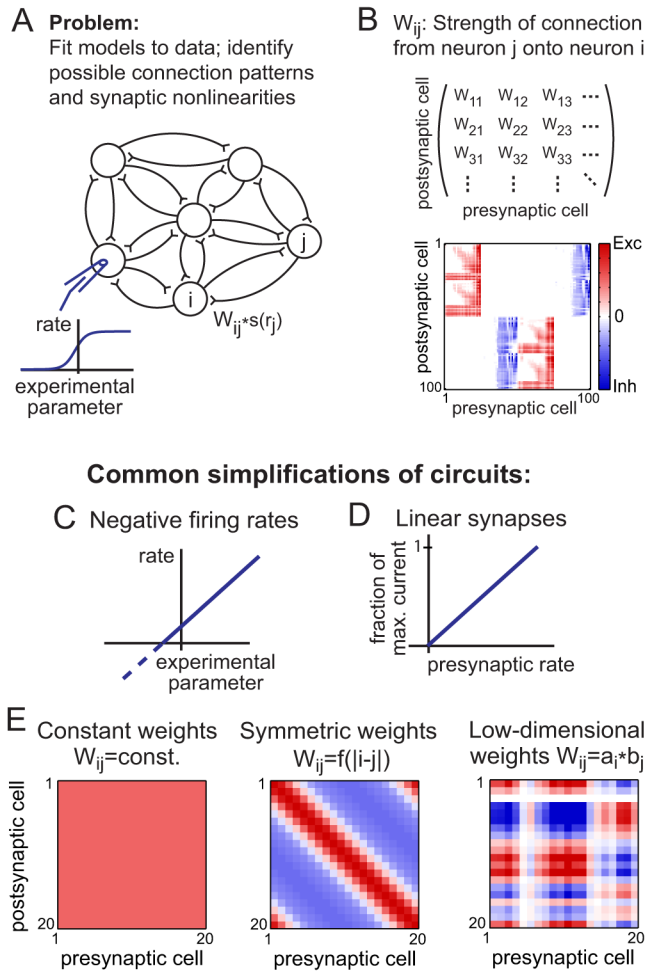 A Problem:
Fit models to data; identify
possible connection patterns
and synaptic nonlinearities
j
i
W_ij*s(r_j)
rate
experimental
parameter
B W_ij: Strength of connection
from neuron j onto neuron i
postsynaptic cell
W_11 W_12 W_13
W_21 W_22 W_23
W_31 W_32 W_33
presynaptic cell
postsynaptic cell
1
100
1 100
presynaptic cell
Exc
0
Inh
Common simplifications of circuits:
C Negative firing rates
rate
experimental
parameter
D Linear synapses
fraction of
max. current
1
presynaptic rate
E
Constant weights
W_ij=const.
postsynaptic cell
1
20
1 20
presynaptic cell
Symmetric weights
W_ij=f(|i-j|)
1
20
1 20
presynaptic cell
Low-dimensional
weights W_ij=a_i*b_j
1
20
1 20
presynaptic cell